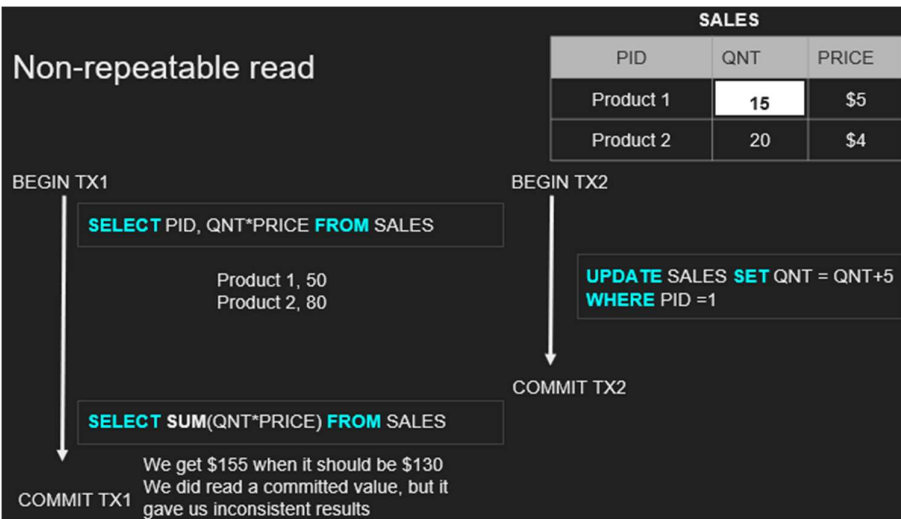 SALES
Non-repeatable read
PID QNT PRICE
Product 1 15 $5
Product 2 20 $4
BEGIN TX1
BEGIN TX2
SELECT PID, QNT*PRICE FROM SALES
Product 1, 50
Product 2, 80
UPDATE SALES SET QNT = QNT+5
WHERE PID =1
COMMIT TX2
SELECT SUM(QNT*PRICE) FROM SALES
We get $155 when it should be $130
We did read a committed value, but it
gave us inconsistent results
COMMIT TX1